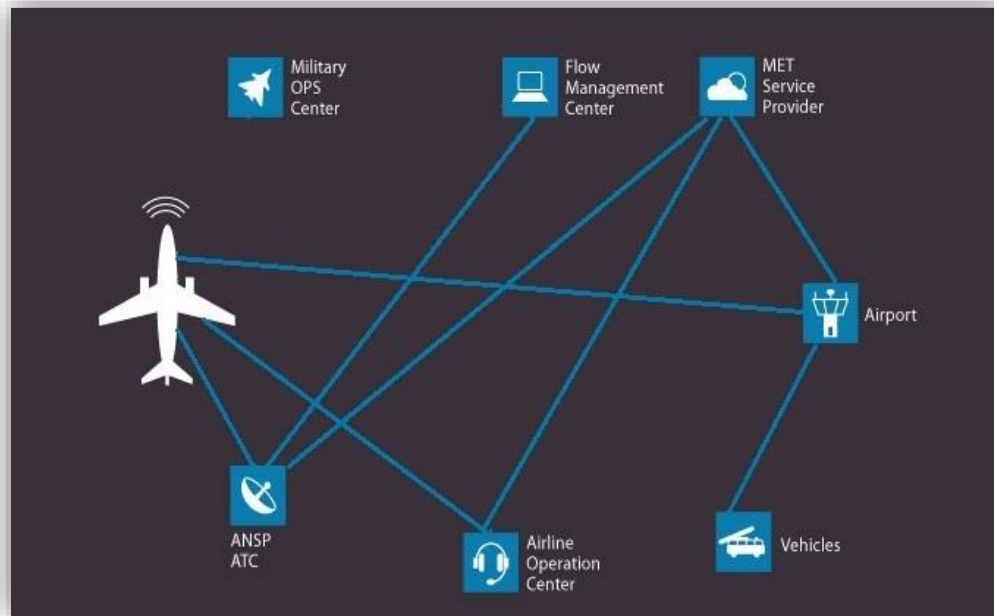 Military
OPS
Center
Flow
Management
Center
MET
Service
Provider
Airport
ANSP
ATC
Airline
Operation
Center
Vehicles